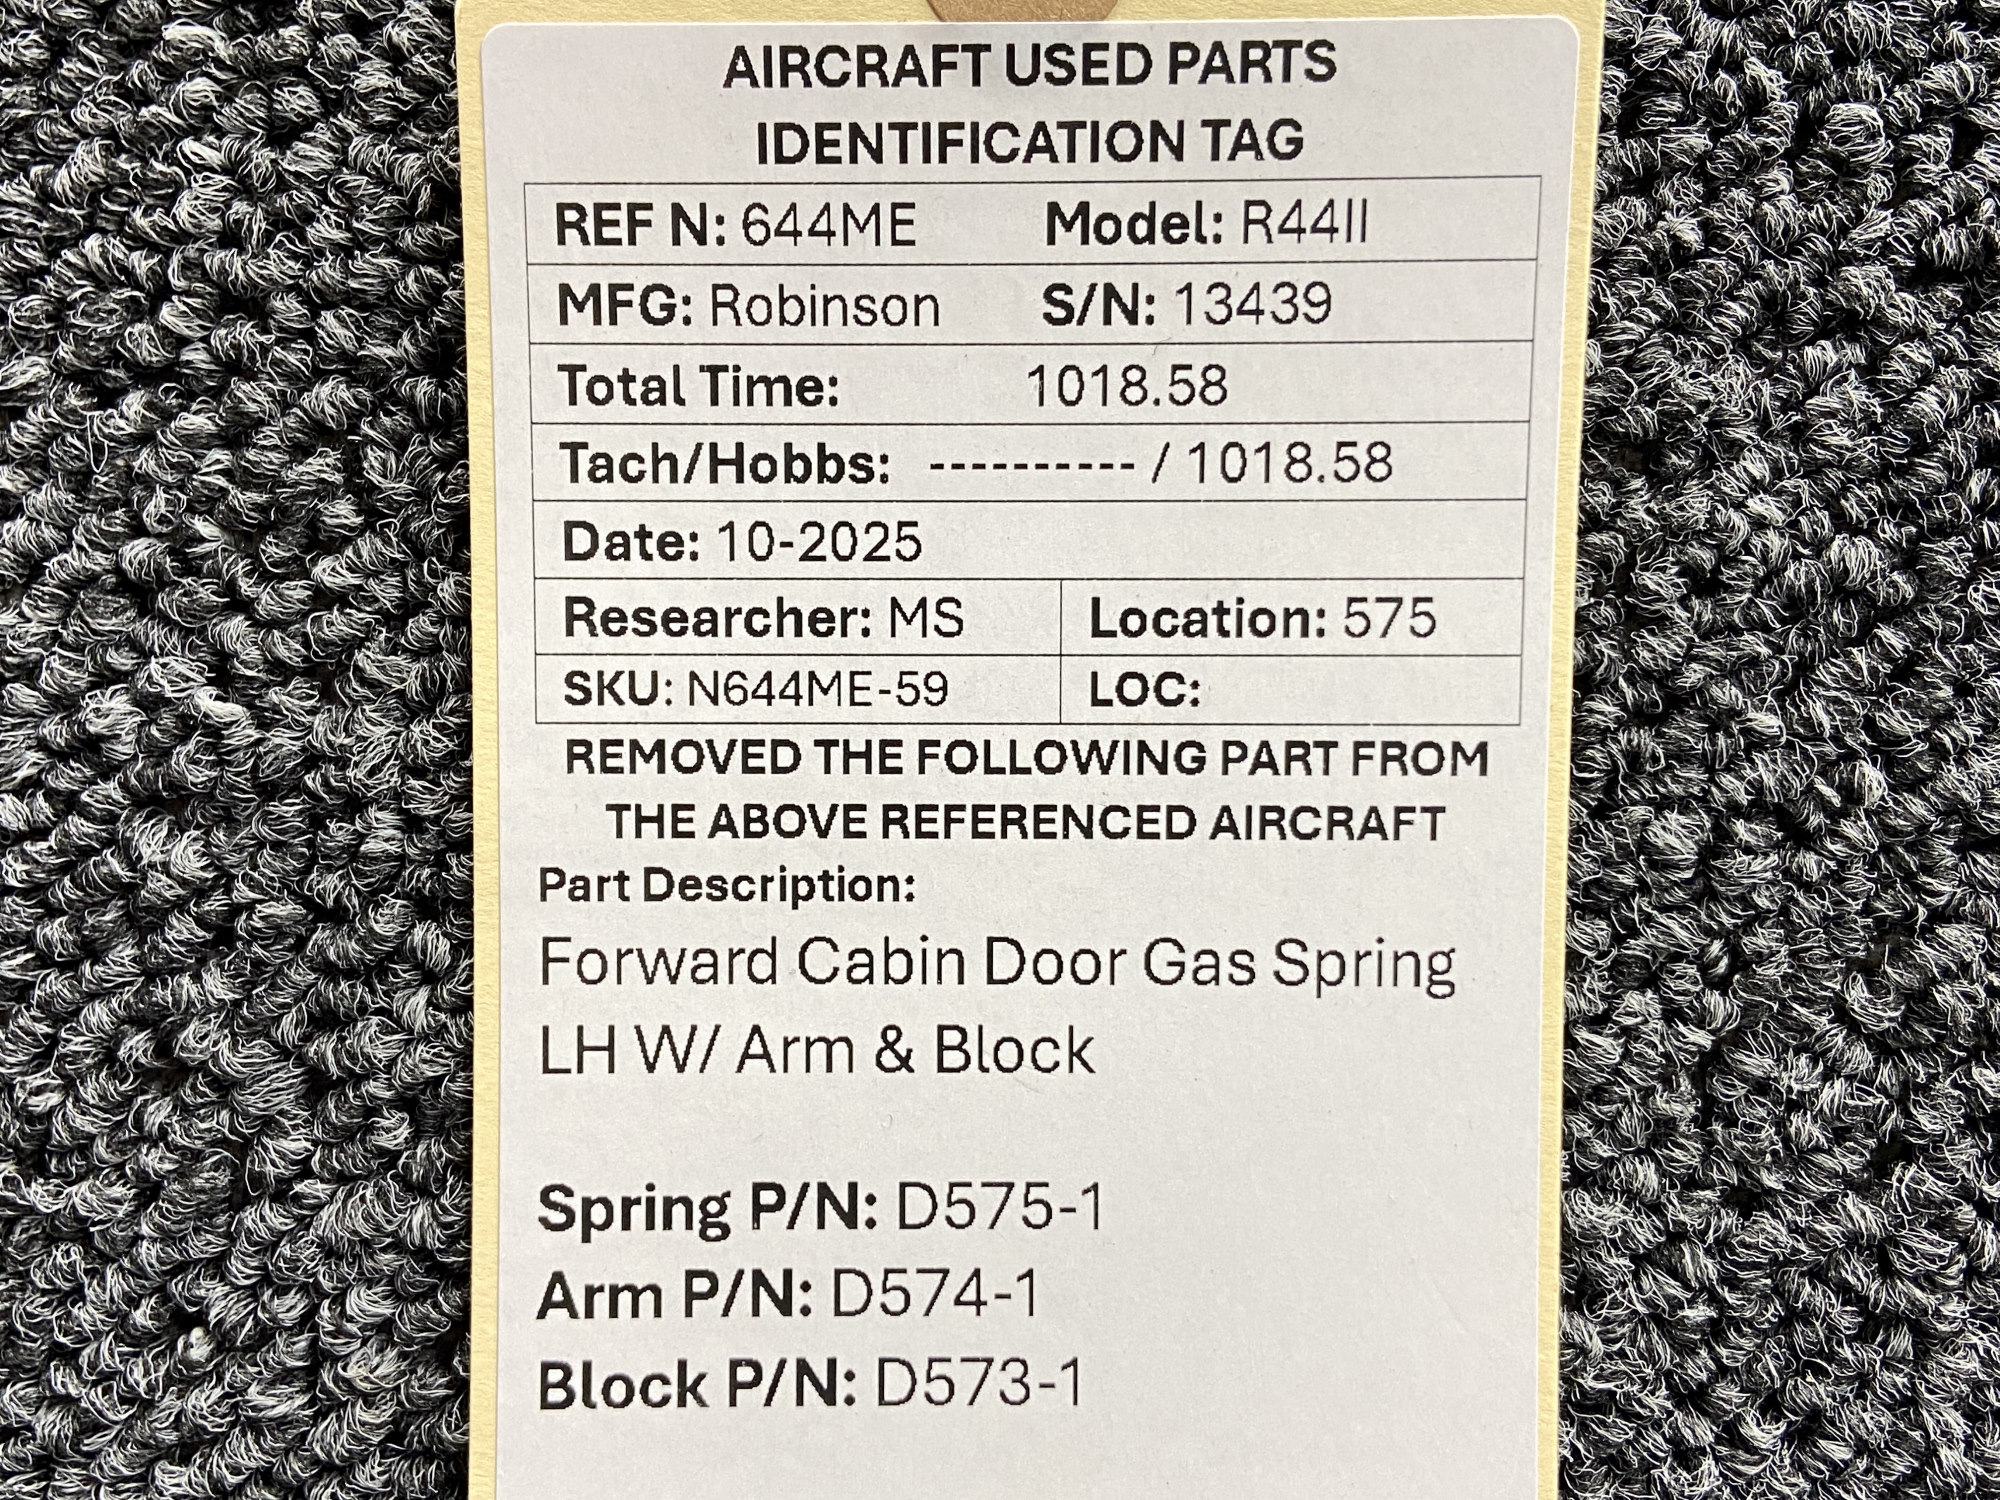 AIRCRAFT USED PARTS
IDENTIFICATION TAG
REF N: 644ME Model: R44II
MFG: Robinson S/N: 13439
Total Time: 1018.58
Tach/Hobbs: ---------- / 1018.58
Date: 10-2025
Researcher: MS Location: 575
SKU: N644ME-59 LOC:
REMOVED THE FOLLOWING PART FROM
THE ABOVE REFERENCED AIRCRAFT
Part Description:
Forward Cabin Door Gas Spring
LH W/ Arm & Block
Spring P/N: D575-1
Arm P/N: D574-1
Block P/N: D573-1